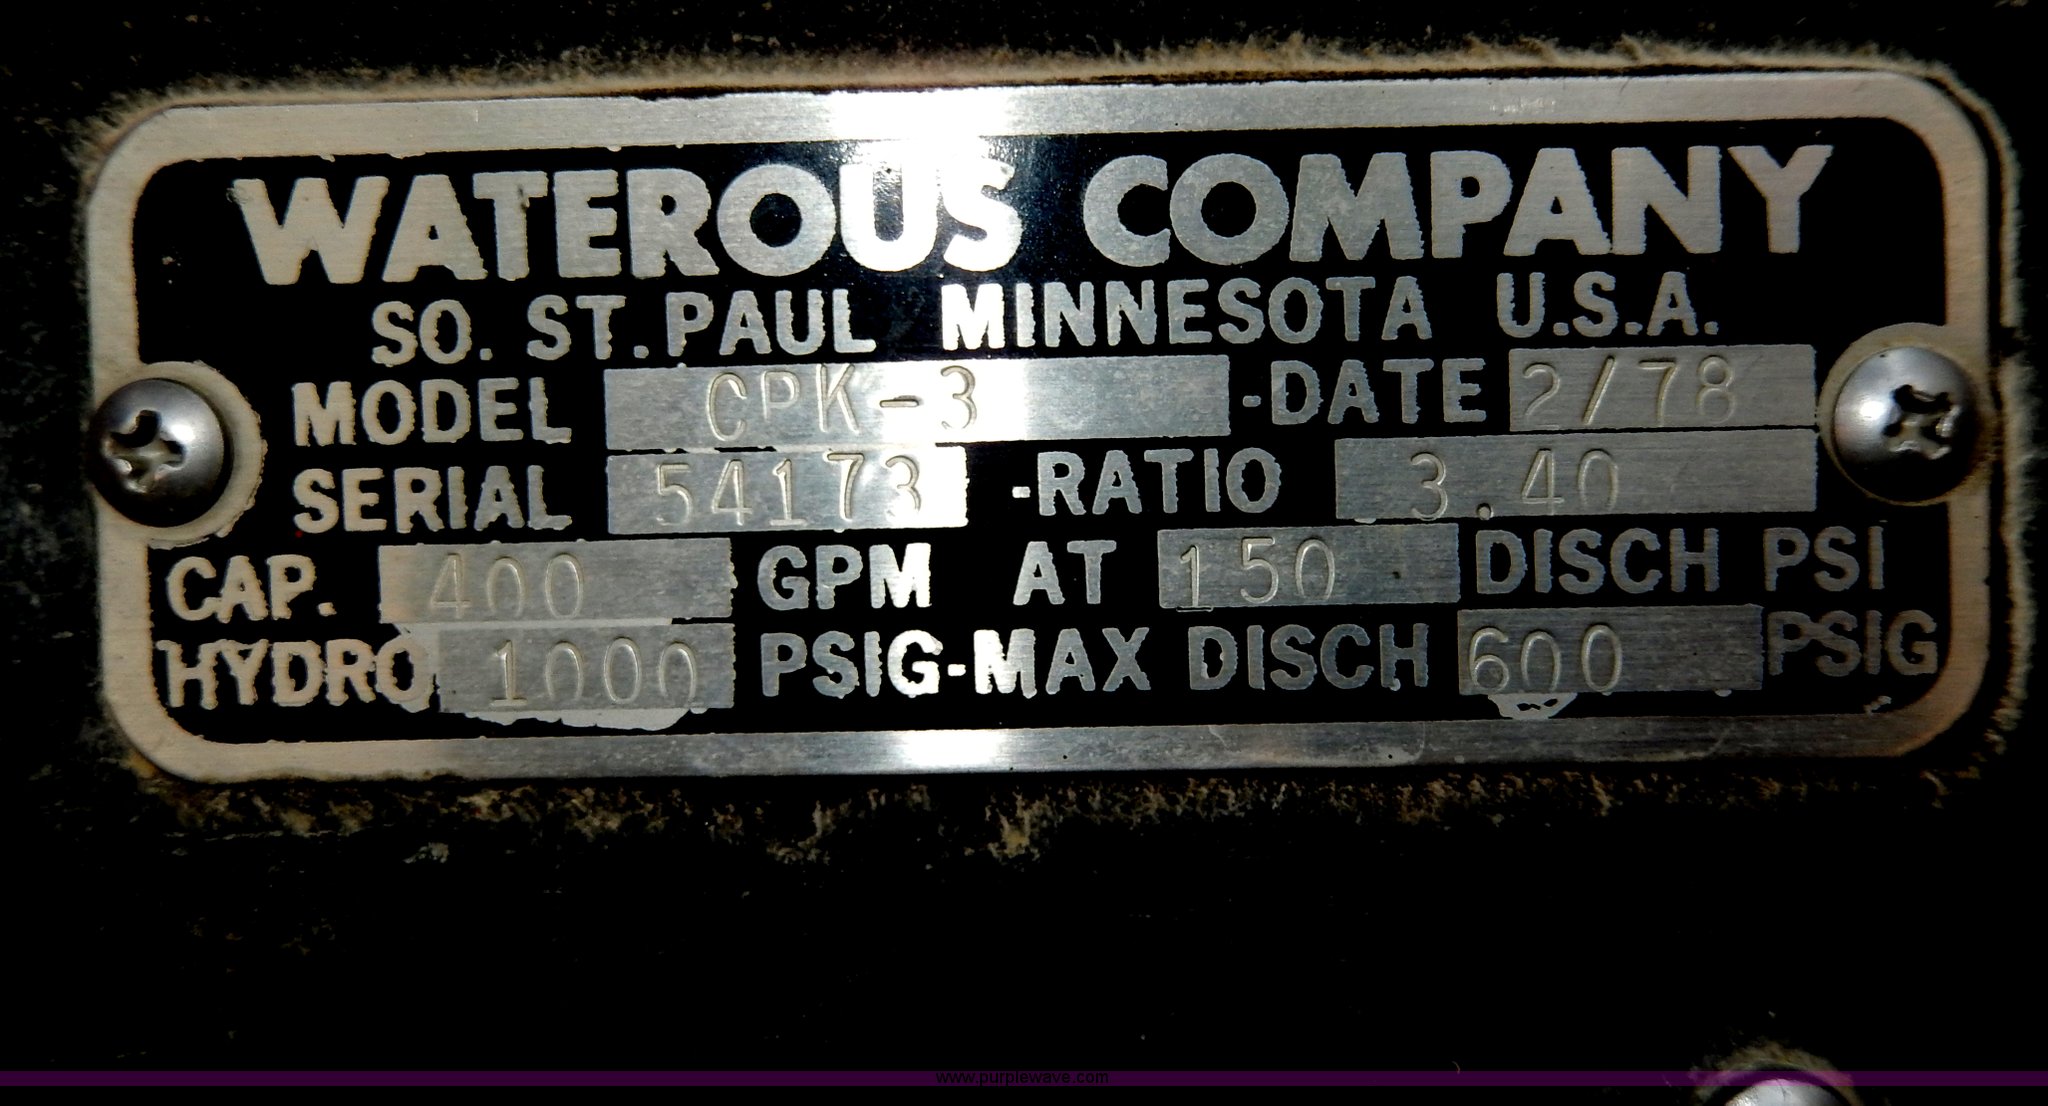 WATEROUS COMPANY
SO. ST. PAUL MINNESOTA U.S.A.
MODEL CPK-3 -DATE 2/78
SERIAL 54173 -RATIO 3.40
CAP. 400 GPM AT 150 DISCH PSI
HYDRO 1000 PSIG-MAX DISCH 600 PSIG
www.purplewave.com